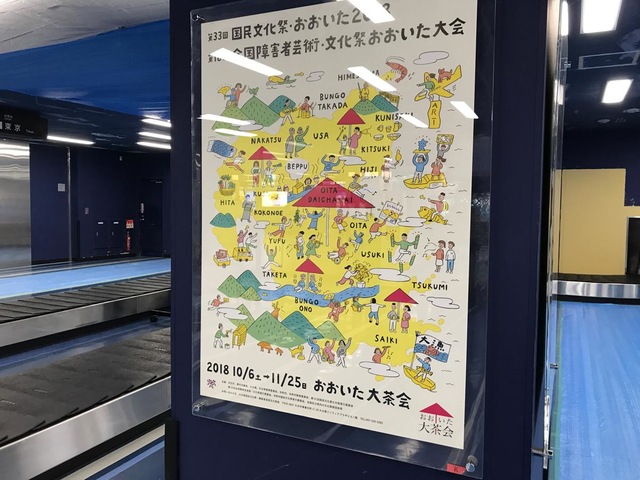 第33回 国民文化祭・おおいた2018
全国障害者芸術・文化祭おおいた大会
HIMESHIMA
BUNGO
TAKADA
KUNISAKI
ART
NAKATSU
USA
KITSUKI
BEPPU
HIJI
OITA
DAICHAKAI
HITA
KOKONOE
OITA
YUFU
USUKI
TAKETA
TSUKUMI
BUNGO
ONO
SAIKI
大漁
2018 10/6土→11/25日 おおいた大茶会
おおいた
大茶会
東京